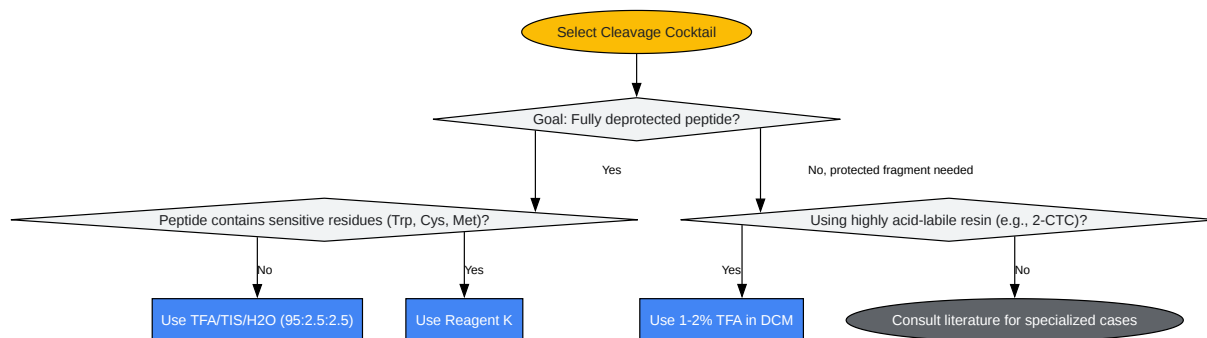 Select Cleavage Cocktail
Goal: Fully deprotected peptide?
Yes
No, protected fragment needed
Peptide contains sensitive residues (Trp, Cys, Met)?
Using highly acid-labile resin (e.g., 2-CTC)?
No
Yes
Yes
No
Use TFA/TIS/H2O (95:2.5:2.5)
Use Reagent K
Use 1-2% TFA in DCM
Consult literature for specialized cases